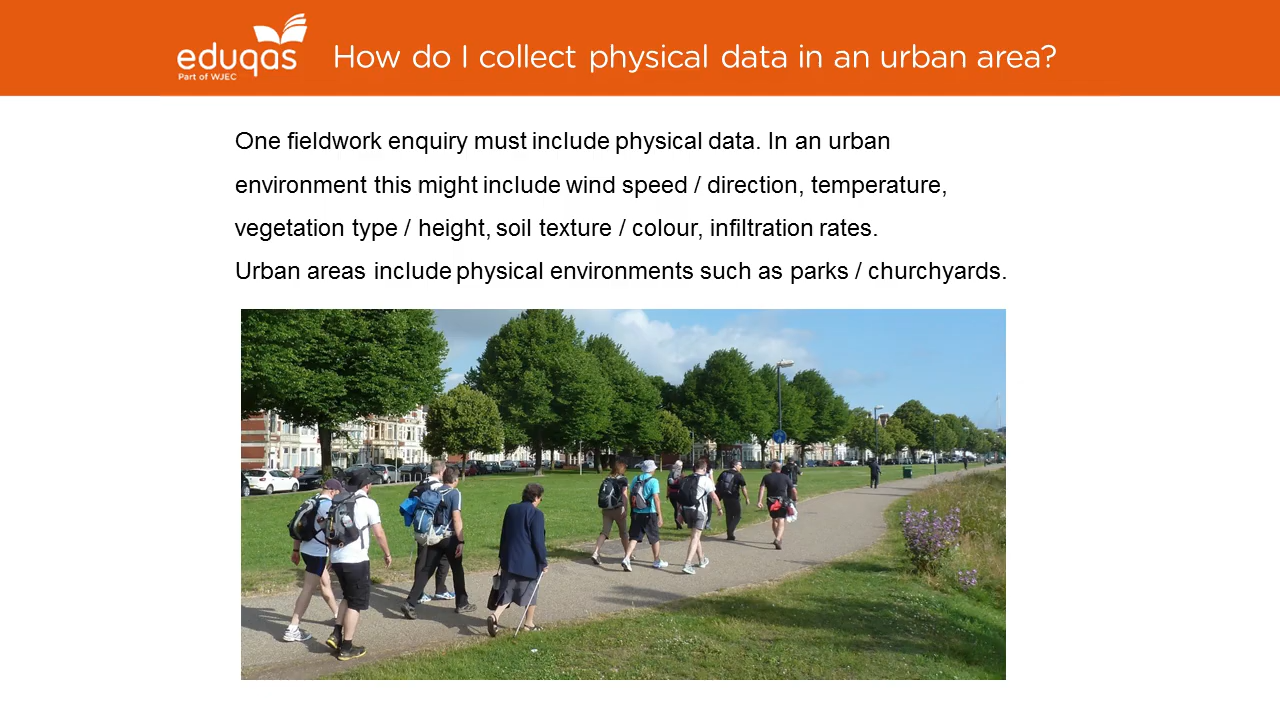 eduqas
Part of WJEC
How do I collect physical data in an urban area?
One fieldwork enquiry must include physical data. In an urban
environment this might include wind speed / direction, temperature,
vegetation type / height, soil texture / colour, infiltration rates.
Urban areas include physical environments such as parks / churchyards.